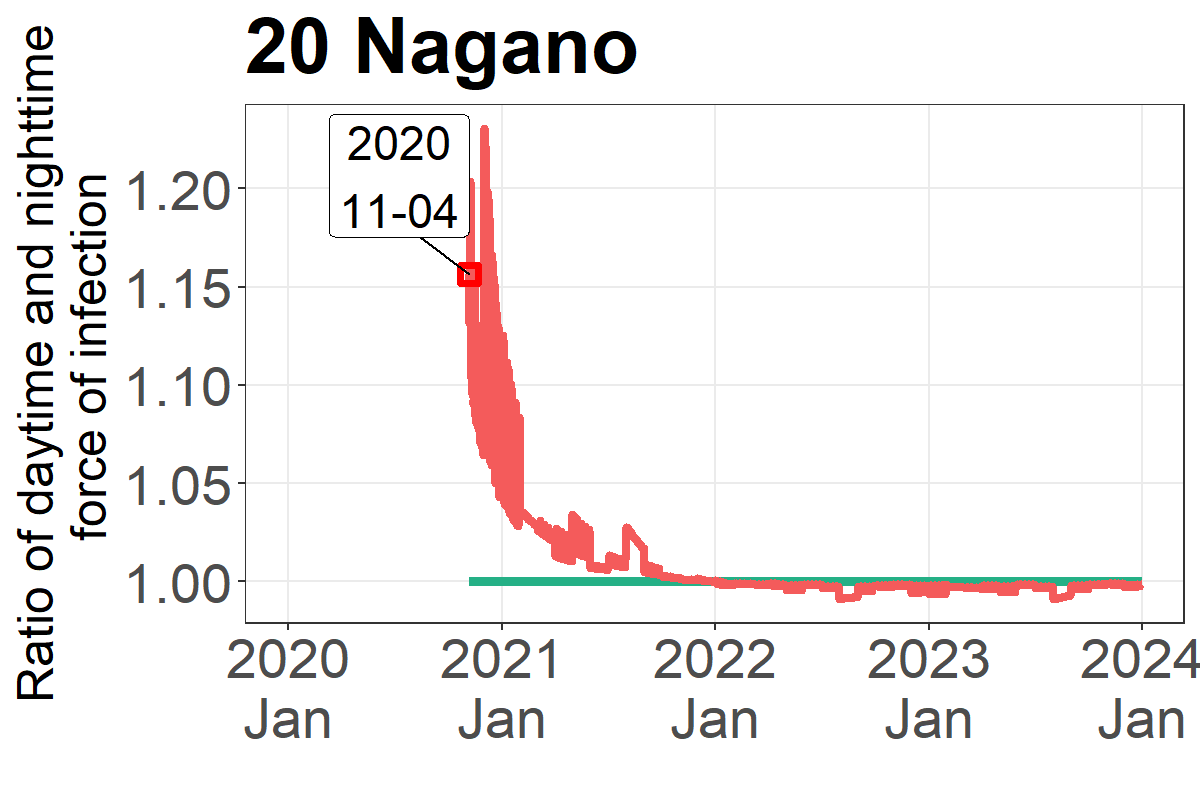 20 Nagano
Ratio of daytime and nighttime
force of infection
1.20
1.15
1.10
1.05
1.00
2020
11-04
2020 2021 2022 2023 2024
Jan Jan Jan Jan Jan